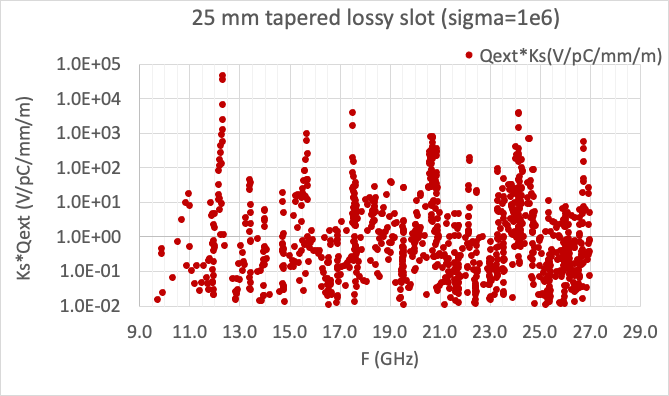 25 mm tapered lossy slot (sigma=1e6)
Qext*Ks(V/pC/mm/m)
1.0E+05
1.0E+04
1.0E+03
1.0E+02
1.0E+01
1.0E+00
1.0E-01
1.0E-02
Ks*Qext (V/pC/mm/m)
9.0 11.0 13.0 15.0 17.0 19.0 21.0 23.0 25.0 27.0 29.0
F (GHz)